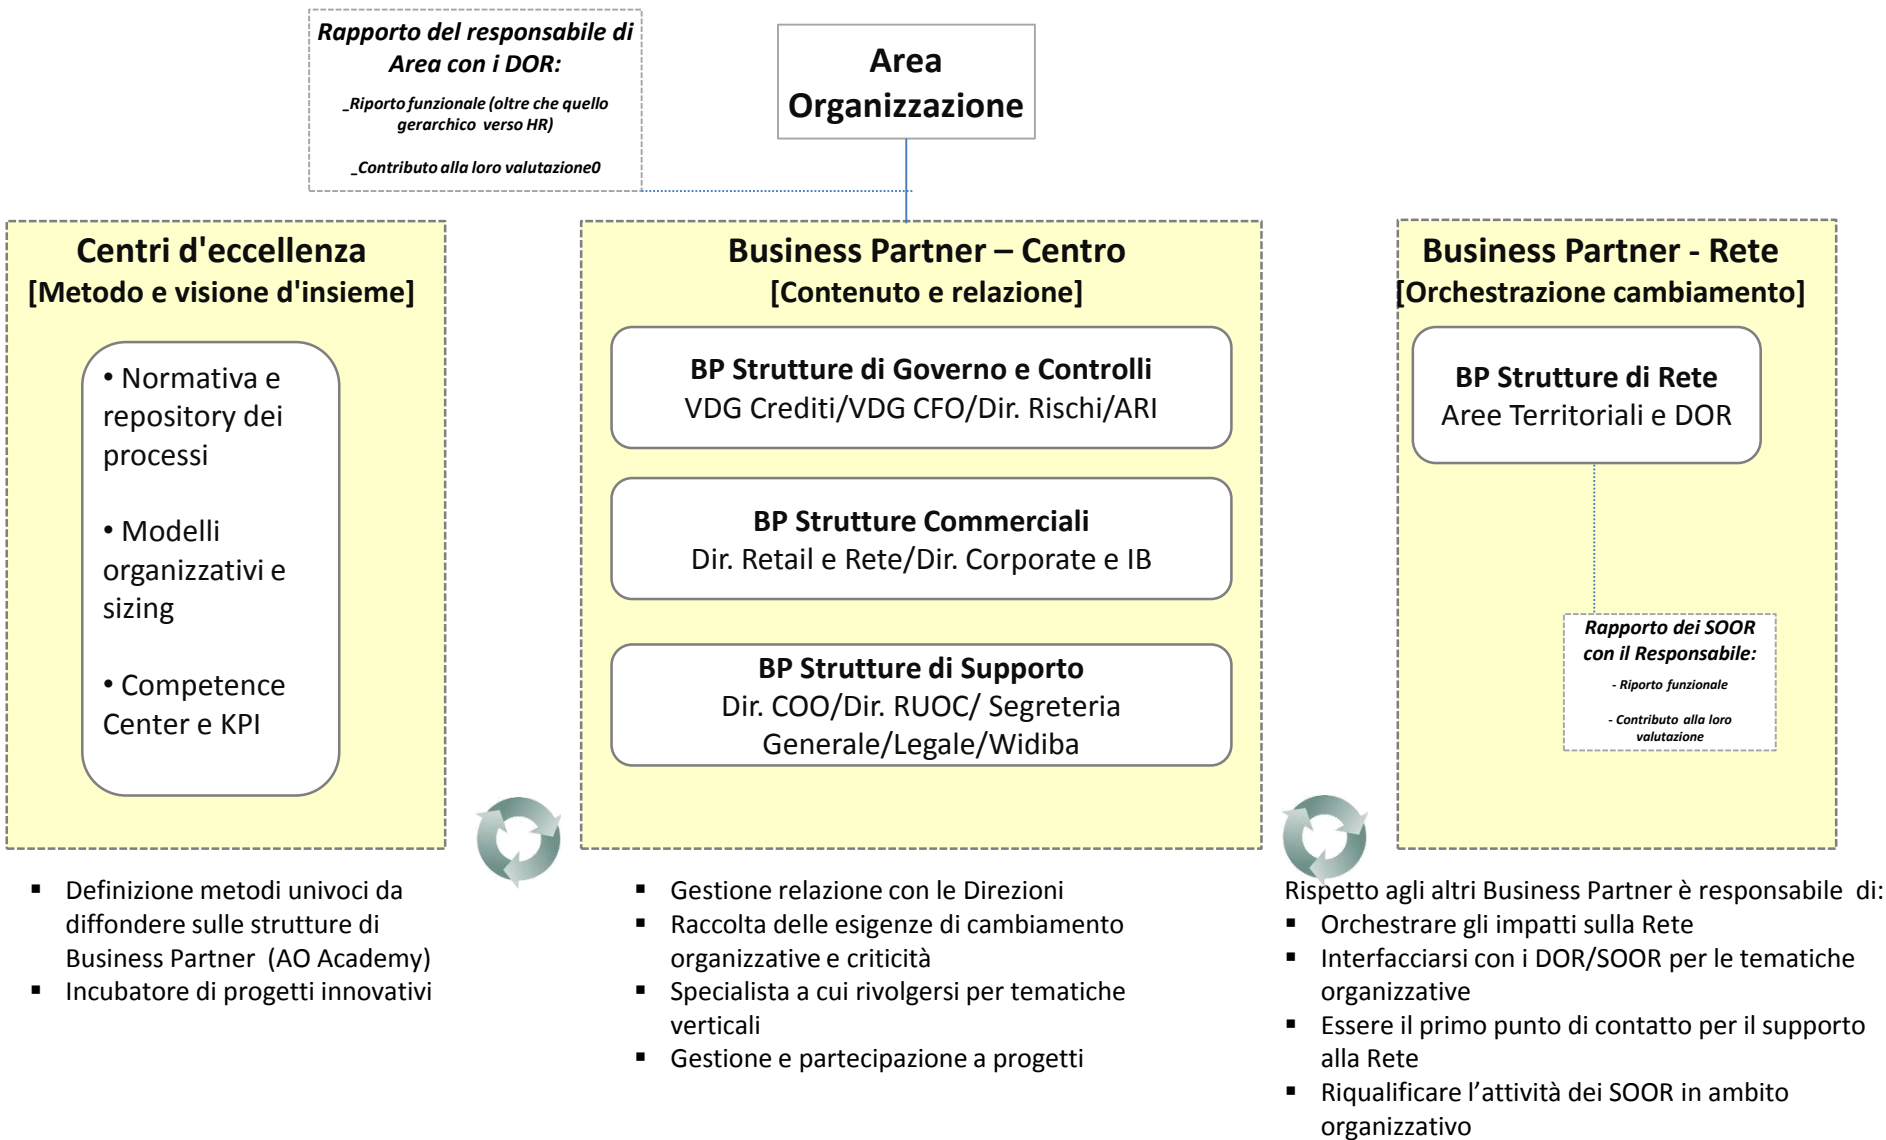 Rapporto del responsabile di
Area con i DOR:
_Riporto funzionale (oltre che quello
gerarchico verso HR)
_Contributo alla loro valutazione0
Area
Organizzazione
Centri d'eccellenza
[Metodo e visione d'insieme]
• Normativa e
repository dei
processi
• Modelli
organizzativi e
sizing
• Competence
Center e KPI
▪ Definizione metodi univoci da
diffondere sulle strutture di
Business Partner (AO Academy)
▪ Incubatore di progetti innovativi
Business Partner – Centro
[Contenuto e relazione]
BP Strutture di Governo e Controlli
VDG Crediti/VDG CFO/Dir. Rischi/ARI
BP Strutture Commerciali
Dir. Retail e Rete/Dir. Corporate e IB
BP Strutture di Supporto
Dir. COO/Dir. RUOC/ Segreteria
Generale/Legale/Widiba
▪ Gestione relazione con le Direzioni
▪ Raccolta delle esigenze di cambiamento
organizzative e criticità
▪ Specialista a cui rivolgersi per tematiche
verticali
▪ Gestione e partecipazione a progetti
Business Partner - Rete
[Orchestrazione cambiamento]
BP Strutture di Rete
Aree Territoriali e DOR
Rapporto dei SOOR
con il Responsabile:
- Riporto funzionale
- Contributo alla loro
valutazione
Rispetto agli altri Business Partner è responsabile di:
▪ Orchestrare gli impatti sulla Rete
▪ Interfacciarsi con i DOR/SOOR per le tematiche
organizzative
▪ Essere il primo punto di contatto per il supporto
alla Rete
▪ Riqualificare l’attività dei SOOR in ambito
organizzativo